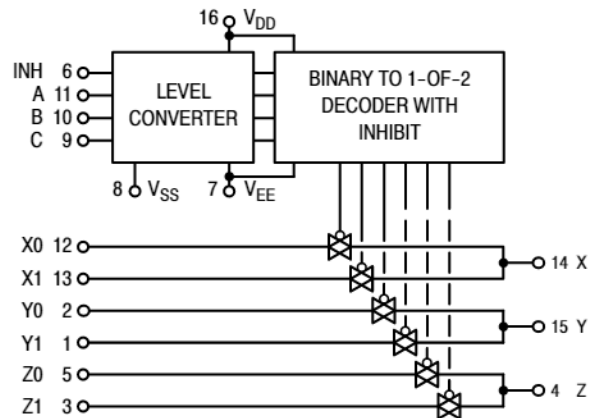 16 VDD
INH 6
A 11
B 10
C 9
LEVEL
CONVERTER
BINARY TO 1-OF-2
DECODER WITH
INHIBIT
8 VSS
7 VEE
X0 12
X1 13
14 X
Y0 2
Y1 1
15 Y
Z0 5
Z1 3
4 Z